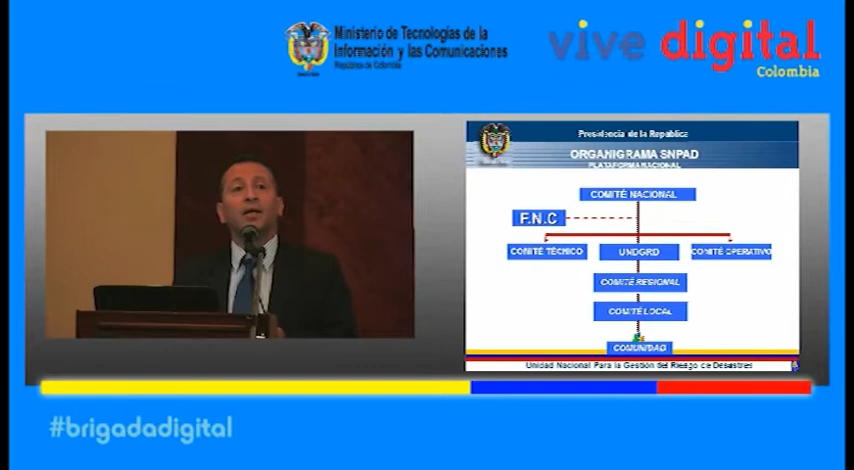 Ministerio de Tecnologías de la
Información y las Comunicaciones
República de Colombia
vive digital
Colombia
Presidencia de la República
ORGANIGRAMA SNPAD
PLATAFORMA NACIONAL
COMITÉ NACIONAL
F.N.C
COMITÉ TÉCNICO
UNDGRD
COMITÉ OPERATIVO
COMITÉ REGIONAL
COMITÉ LOCAL
COMUNIDAD
Unidad Nacional Para la Gestión del Riesgo de Desastres
#brigadadigital